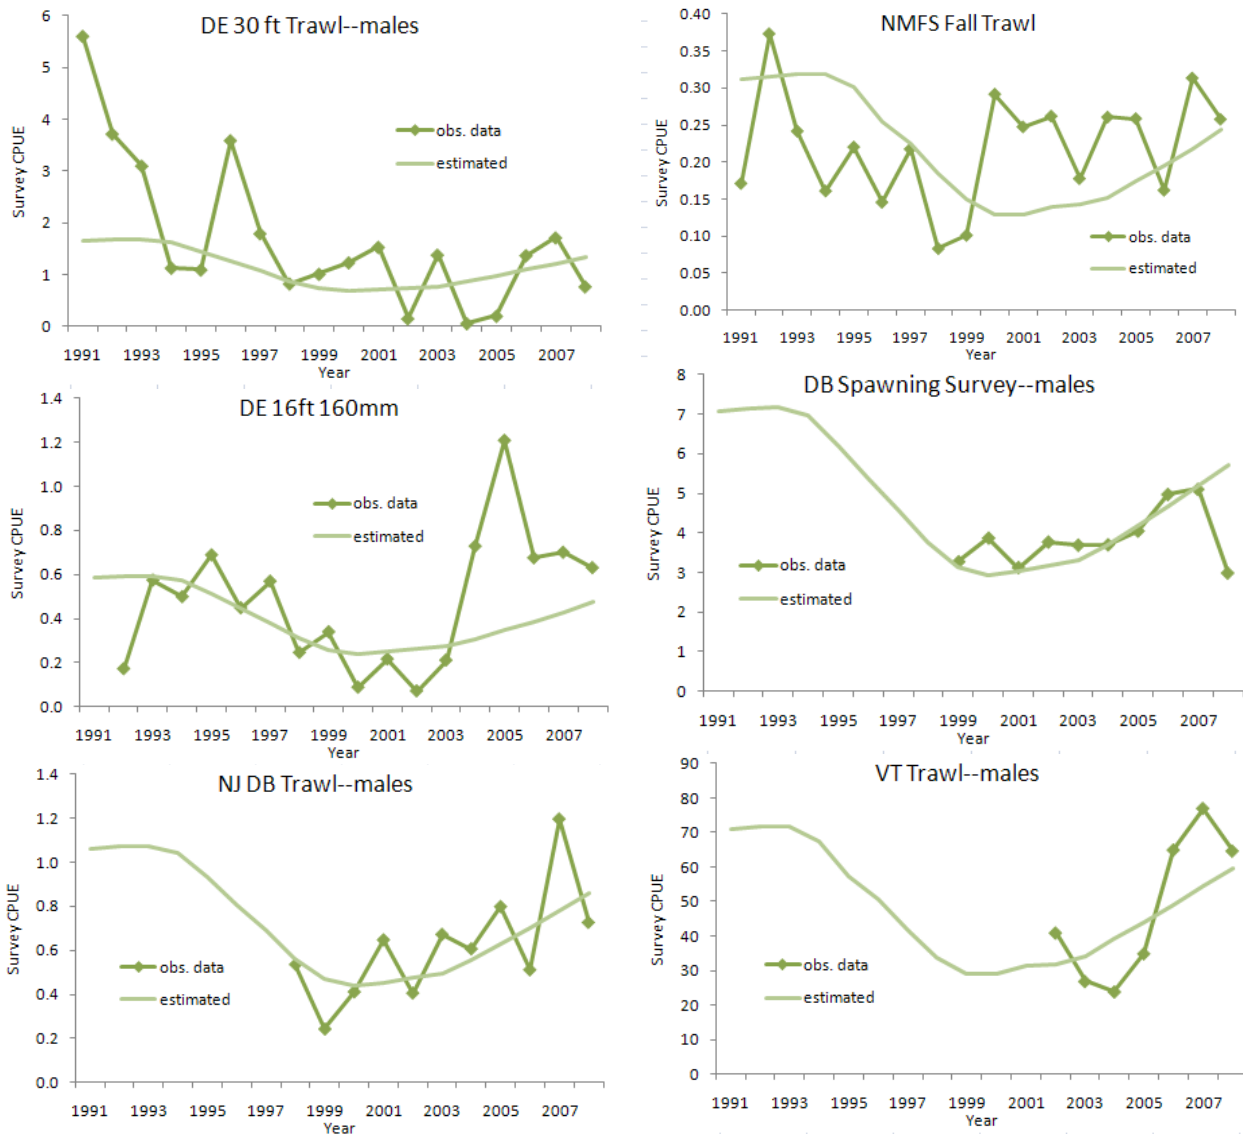 DE 30 ft Trawl--males
6
5
4
3
2
1
0
Survey CPUE
obs. data
estimated
1991 1993 1995 1997 1999 2001 2003 2005 2007
Year
NMFS Fall Trawl
0.40
0.35
0.30
0.25
0.20
0.15
0.10
0.05
0.00
Survey CPUE
obs. data
estimated
1991 1993 1995 1997 1999 2001 2003 2005 2007
Year
DE 16ft 160mm
1.4
1.2
1.0
0.8
0.6
0.4
0.2
0.0
Survey CPUE
obs. data
estimated
1991 1993 1995 1997 1999 2001 2003 2005 2007
Year
DB Spawning Survey--males
8
7
6
5
4
3
2
1
0
Survey CPUE
obs. data
estimated
1991 1993 1995 1997 1999 2001 2003 2005 2007
Year
NJ DB Trawl--males
1.4
1.2
1.0
0.8
0.6
0.4
0.2
0.0
Survey CPUE
obs. data
estimated
1991 1993 1995 1997 1999 2001 2003 2005 2007
Year
VT Trawl--males
90
80
70
60
50
40
30
20
10
0
Survey CPUE
obs. data
estimated
1991 1993 1995 1997 1999 2001 2003 2005 2007
Year